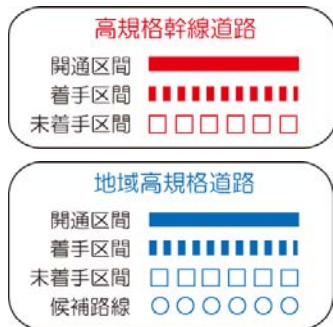 高規格幹線道路
開通区間
着手区間
未着手区間
地域高規格道路
開通区間
着手区間
未着手区間
候補路線